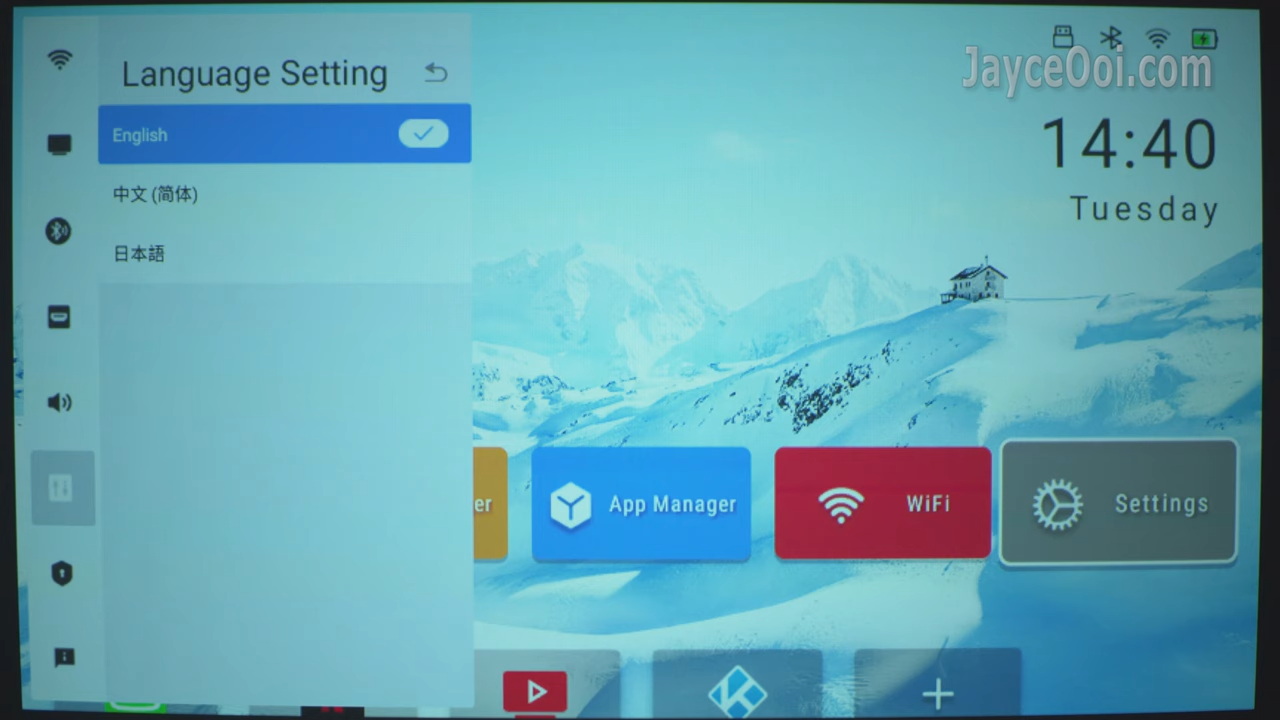 Language Setting
English
中文 (简体)
日本語
JayceOoi.com
14:40
Tuesday
er
App Manager
WiFi
Settings